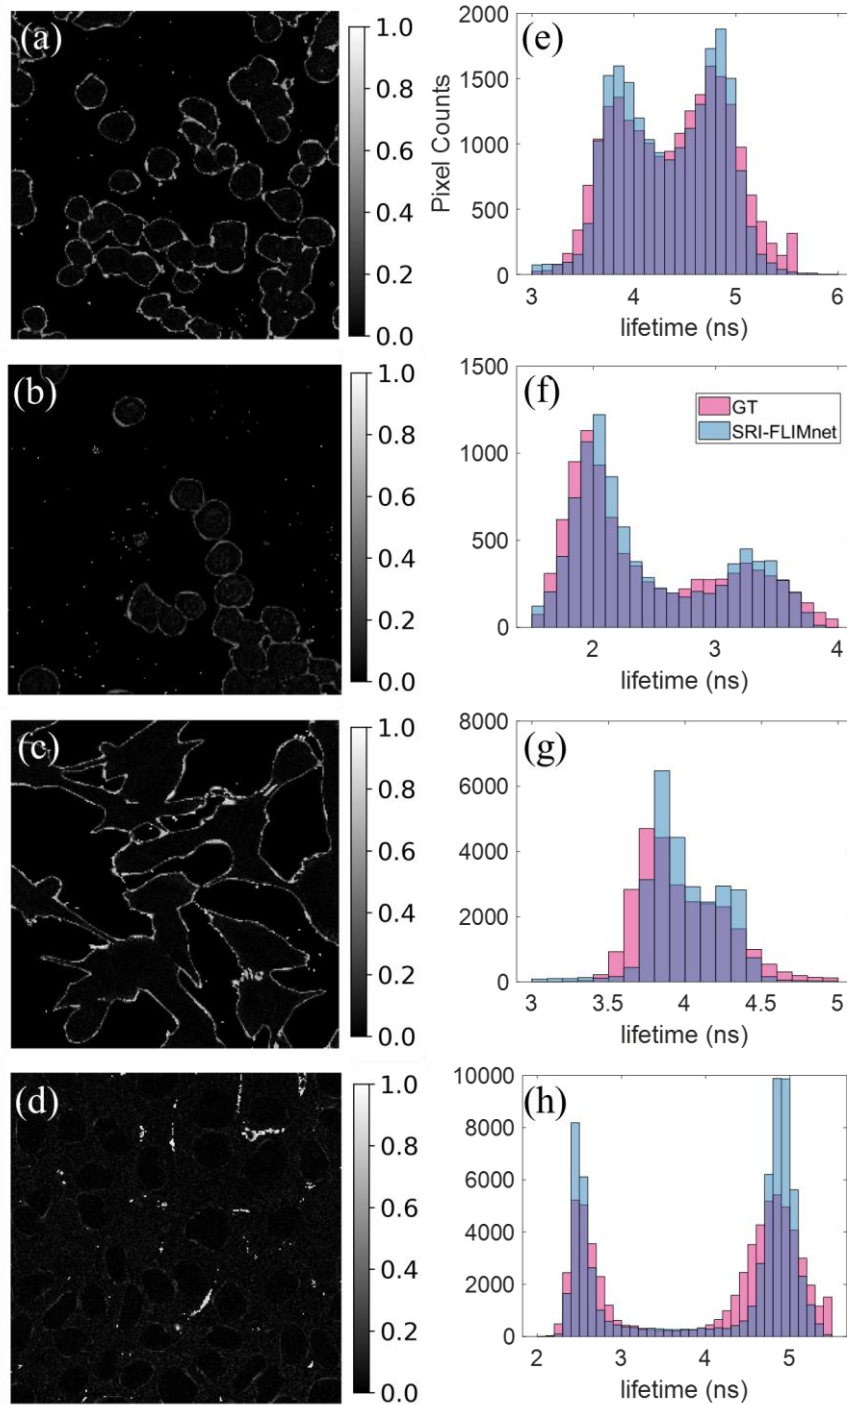 (a)
1.0
0.8
0.6
0.4
0.2
0.0
(e)
Pixel Counts
2000
1500
1000
500
0
3 4 5 6
lifetime (ns)
(b)
1.0
0.8
0.6
0.4
0.2
0.0
(f)
1500
1000
500
0
GT
SRI-FLIMnet
2 3 4
lifetime (ns)
(c)
1.0
0.8
0.6
0.4
0.2
0.0
(g)
8000
6000
4000
2000
0
3 3.5 4 4.5 5
lifetime (ns)
(d)
1.0
0.8
0.6
0.4
0.2
0.0
(h)
10000
8000
6000
4000
2000
0
2 3 4 5
lifetime (ns)